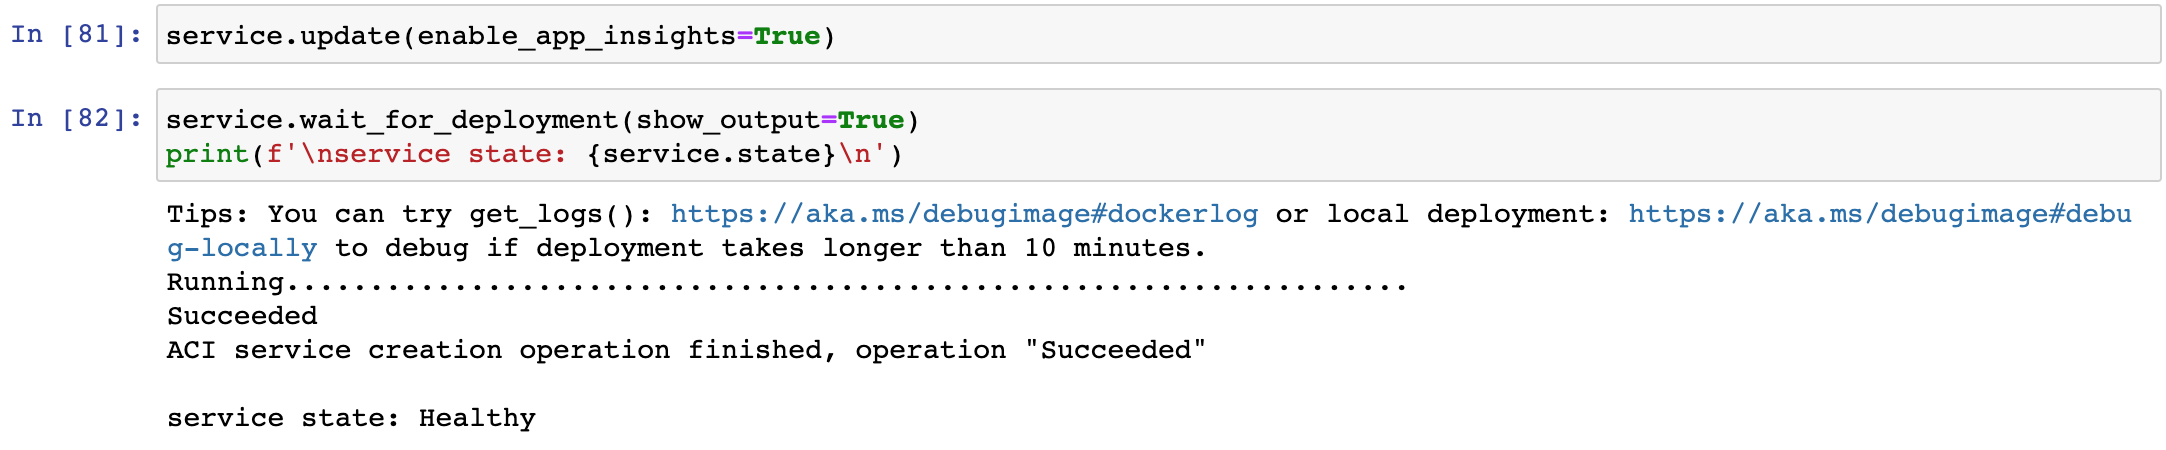 In [81]: service.update(enable_app_insights=True)
In [82]: service.wait_for_deployment(show_output=True)
print(f'\nservice state: {service.state}\n')
Tips: You can try get_logs(): https://aka.ms/debugimage#dockerlog or local deployment: https://aka.ms/debugimage#debu
g-locally to debug if deployment takes longer than 10 minutes.
Running...................................................................
Succeeded
ACI service creation operation finished, operation "Succeeded"
service state: Healthy